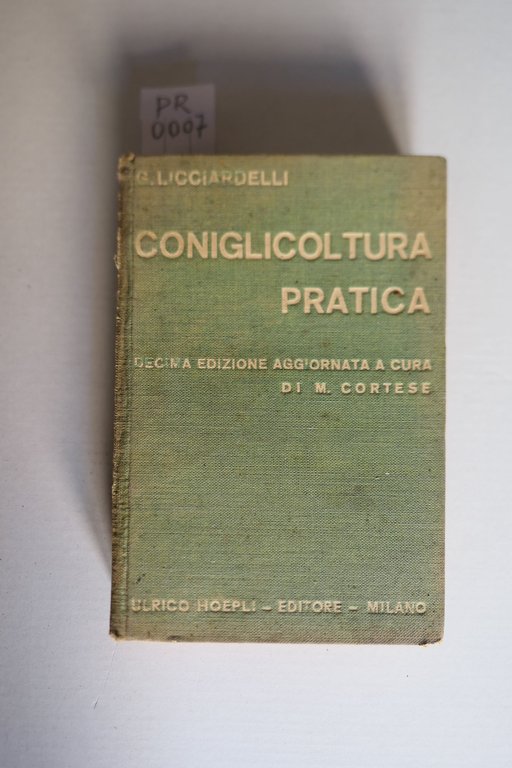 PR
0007
G. LICCIARDELLI
CONIGLICOLTURA
PRATICA
DECIMA EDIZIONE AGGIORNATA A CURA
DI M. CORTESE
ULRICO HOEPLI - EDITORE - MILANO